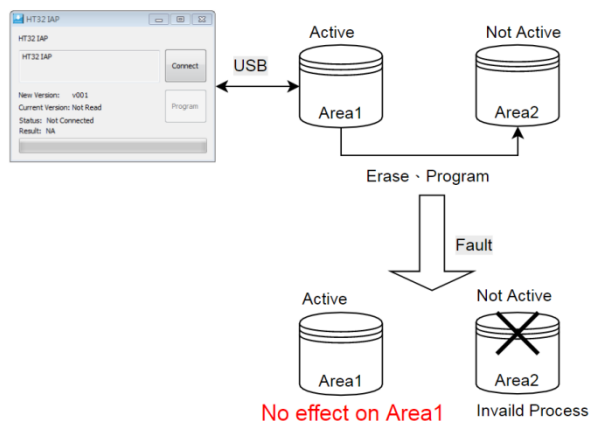 HT32 IAP
HT32 IAP
HT32 IAP
Connect
New Version: v001
Current Version: Not Read
Program
Status: Not Connected
Result: NA
USB
Active
Not Active
Area1
Area2
Erase、Program
Fault
Active
Not Active
Area1
Area2
No effect on Area1
Invaild Process